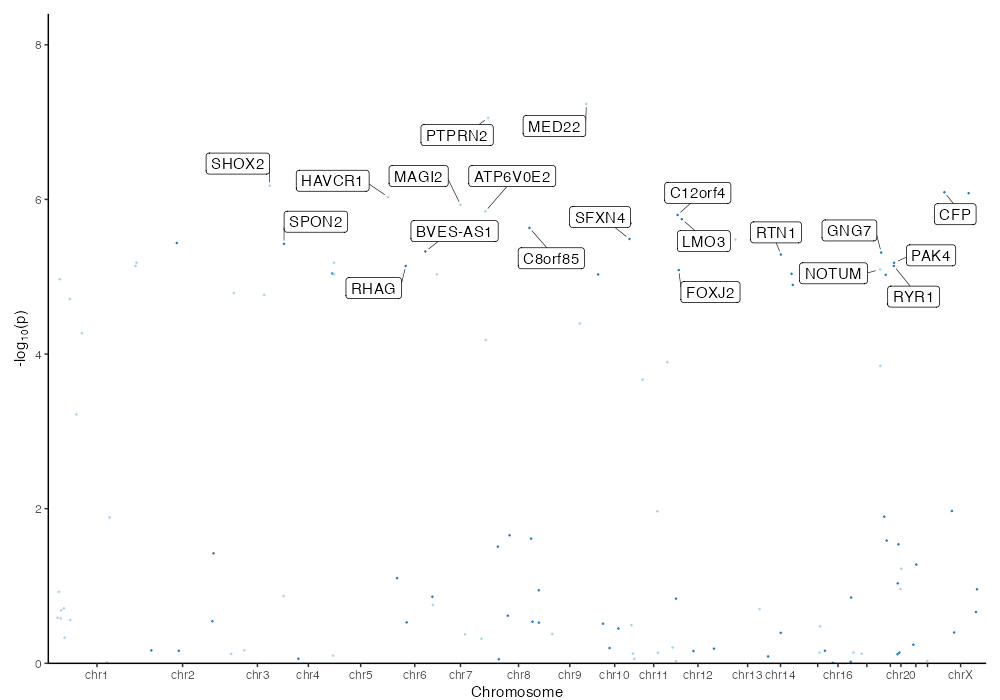 8
MED22
PTPRN2
SHOX2
HAVCR1
MAGI2
ATP6V0E2
C12orf4
6
SPON2
SFXN4
CFP
BVES-AS1
RTN1
GNG7
LMO3
C8orf85
PAK4
NOTUM
RHAG
FOXJ2
RYR1
-log10(p)
4
2
0
chr1 chr2 chr3 chr4 chr5 chr6 chr7 chr8 chr9 chr10 chr11 chr12 chr13 chr14 chr16 chr20 chrX
Chromosome